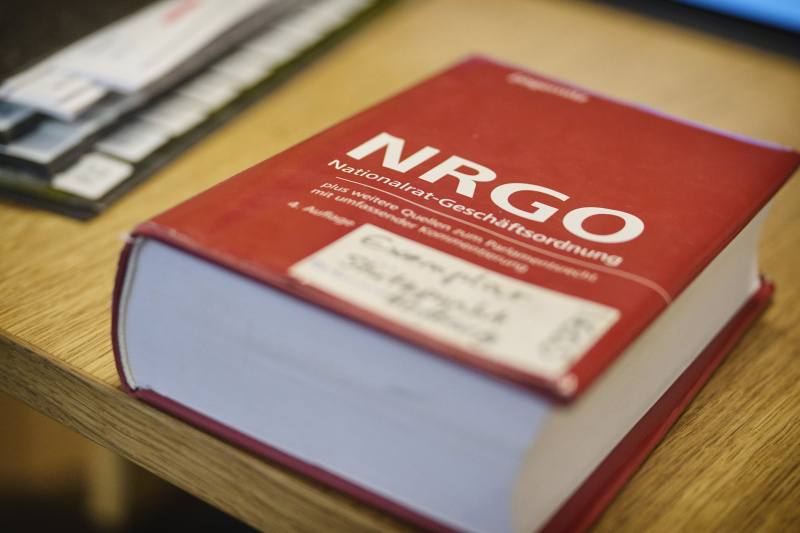 NRGO
Nationalrat-Geschäftsordnung
plus weitere Quellen zum Parlamentsrecht
mit umfassender Kommentierung
4. Auflage
Exemplar